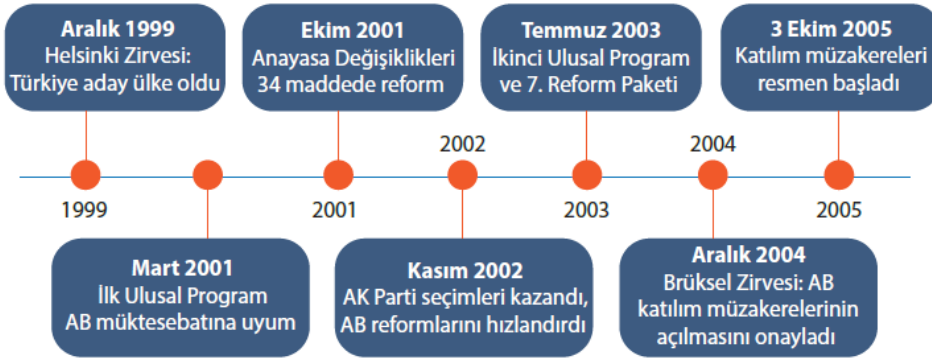 Aralık 1999
Helsinki Zirvesi:
Türkiye aday ülke oldu
Ekim 2001
Anayasa Değişiklikleri
34 maddede reform
Temmuz 2003
İkinci Ulusal Program
ve 7. Reform Paketi
3 Ekim 2005
Katılım müzakereleri
resmen başladı
2002
2004
1999
2001
2003
2005
Mart 2001
İlk Ulusal Program
AB müktesebatına uyum
Kasım 2002
AK Parti seçimleri kazandı,
AB reformlarını hızlandırdı
Aralık 2004
Brüksel Zirvesi: AB
katılım müzakerelerinin
açılmasını onayladı